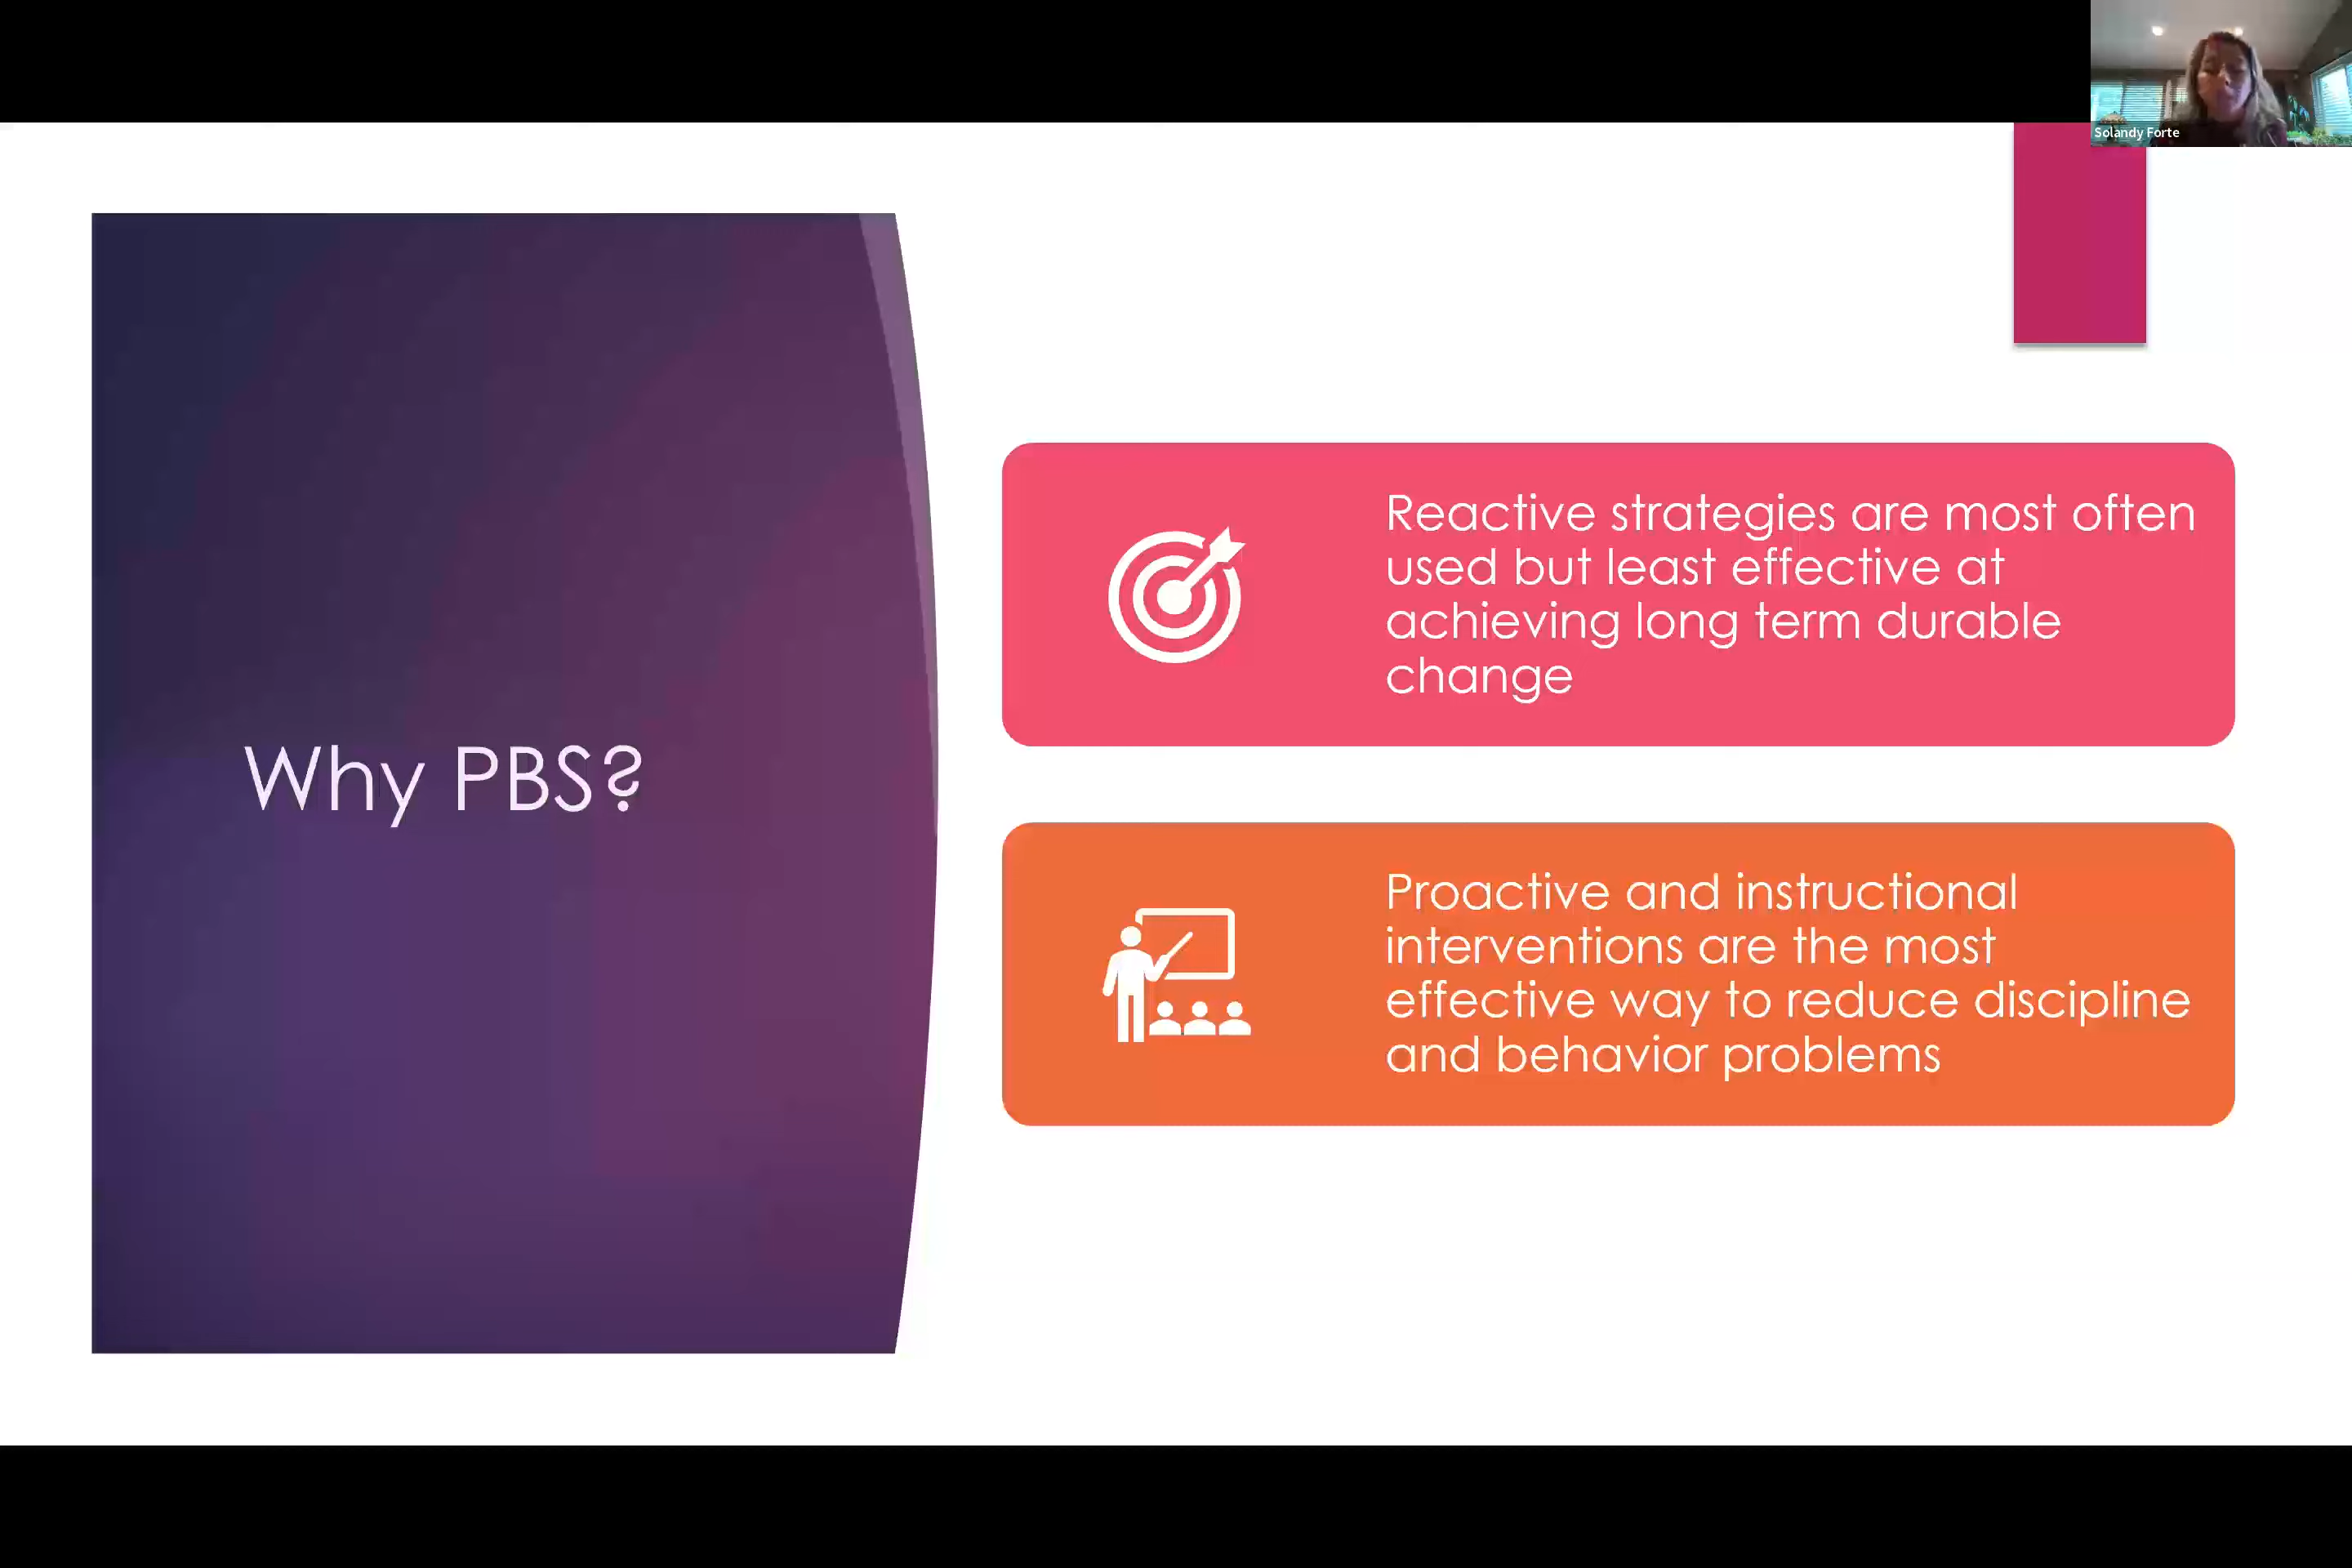 Solandy Forte
Why PBS?
Reactive strategies are most often
used but least effective at
achieving long term durable
change
Proactive and instructional
interventions are the most
effective way to reduce discipline
and behavior problems